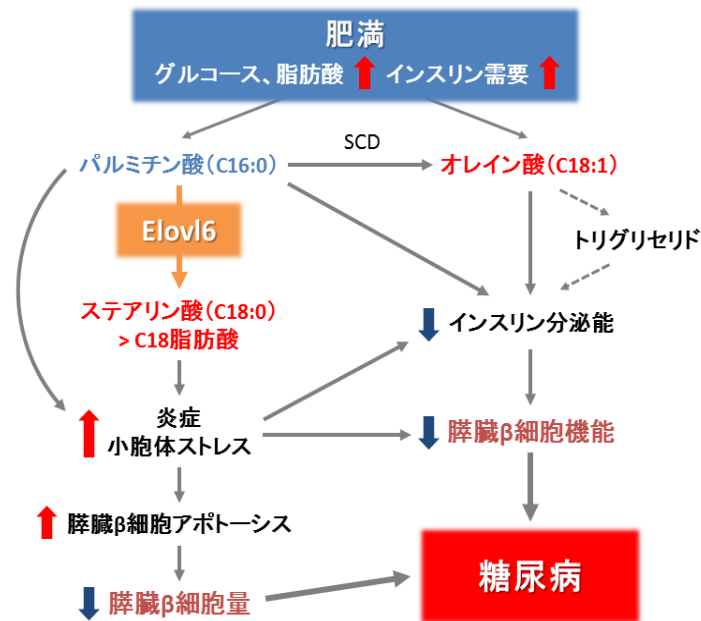 肥満
グルコース、脂肪酸 インスリン需要
SCD
パルミチン酸(C16:0)
オレイン酸(C18:1)
Elovl6
トリグリセリド
ステアリン酸(C18:0)
> C18脂肪酸
インスリン分泌能
炎症
小胞体ストレス
膵臓β細胞機能
膵臓β細胞アポトーシス
糖尿病
膵臓β細胞量